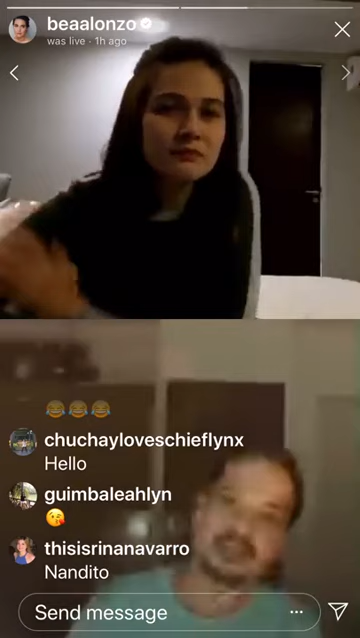 beaalonzo
was live · 1h ago
😂😂😂
chuchayloveschieflynx
Hello
guimbaleahlyn
😘
thisisrinanavarro
Nandito
Send message